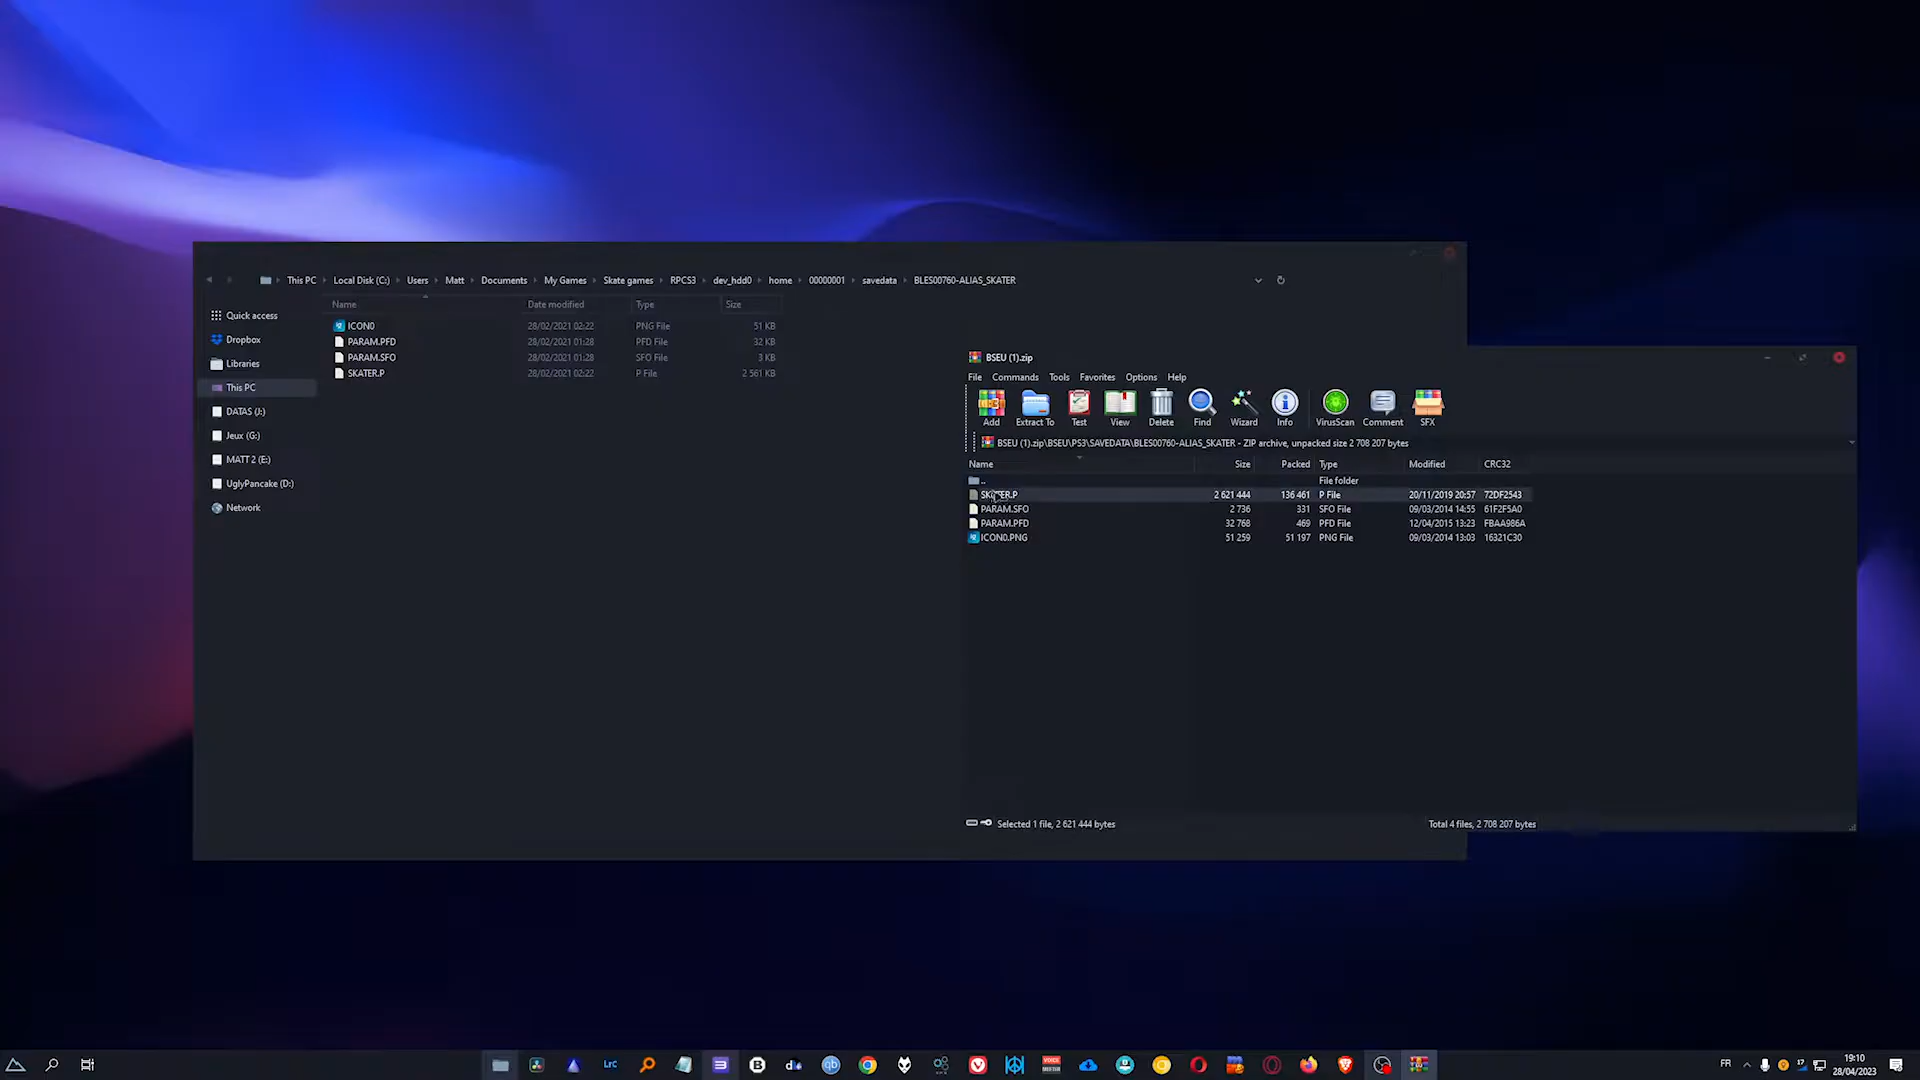 This PC
Local Disk (C:)
Users
Matt
Documents
My Games
Skate games
RPCS3
dev_hdd0
home
00000001
savedata
BLES00760-ALIAS_SKATER
Name Date modified Type Size
Quick access
Dropbox
Libraries
This PC
DATAS (J:)
Jeux (G:)
MATT 2 (E:)
UglyPancake (D:)
Network
ICON0 28/02/2021 02:22 PNG File 51 KB
PARAM.PFD 28/02/2021 01:28 PFD File 32 KB
PARAM.SFO 28/02/2021 01:28 SFO File 3 KB
SKATER.P 28/02/2021 02:22 P File 2 561 KB
BSEU (1).zip
File Commands Tools Favorites Options Help
Add Extract To Test View Delete Find Wizard Info VirusScan Comment SFX
BSEU (1).zip\BSEU\PS3\SAVEDATA\BLES00760-ALIAS_SKATER - ZIP archive, unpacked size 2 708 207 bytes
Name Size Packed Type Modified CRC32
.. File folder
SKATER.P 2 621 444 136 461 P File 20/11/2019 20:57 72DF2543
PARAM.SFO 2 736 331 SFO File 09/03/2014 14:55 61F2F5A0
PARAM.PFD 32 768 469 PFD File 12/04/2015 13:23 FBAA986A
ICON0.PNG 51 259 51 197 PNG File 09/03/2014 13:03 16321C30
Selected 1 file, 2 621 444 bytes
Total 4 files, 2 708 207 bytes
LrC
3
B
qb
VOICE
FR
17
19:10
28/04/2023